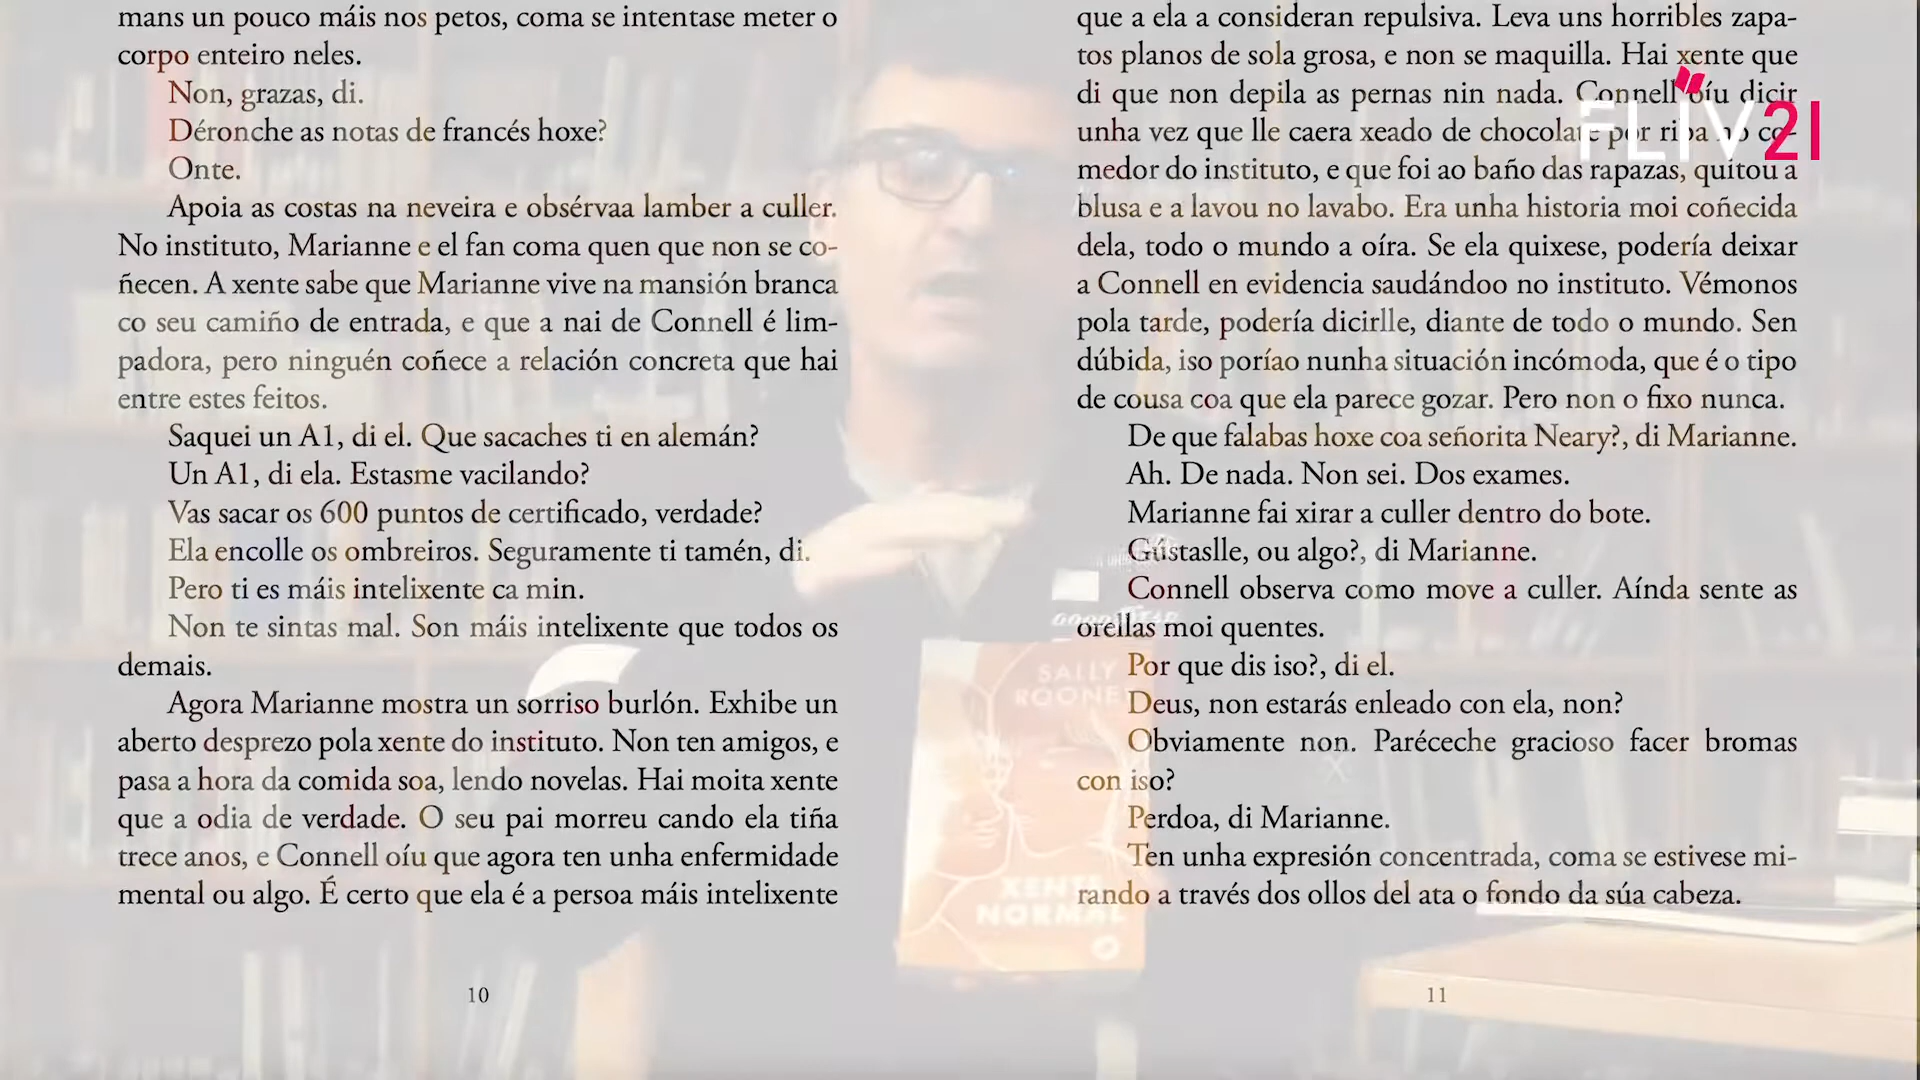 mans un pouco máis nos petos, coma se intentase meter o
corpo enteiro neles.
Non, grazas, di.
Déronche as notas de francés hoxe?
Onte.
Apoia as costas na neveira e obsérvaa lamber a culler.
No instituto, Marianne e el fan coma quen que non se co-
ñecen. A xente sabe que Marianne vive na mansión branca
co seu camiño de entrada, e que a nai de Connell é lim-
padora, pero ninguén coñece a relación concreta que hai
entre estes feitos.
Saquei un A1, di el. Que sacaches ti en alemán?
Un A1, di ela. Estasme vacilando?
Vas sacar os 600 puntos de certificado, verdade?
Ela encolle os ombreiros. Seguramente ti tamén, di.
Pero ti es máis intelixente ca min.
Non te sintas mal. Son máis intelixente que todos os
demais.
Agora Marianne mostra un sorriso burlón. Exhibe un
aberto desprezo pola xente do instituto. Non ten amigos, e
pasa a hora da comida soa, lendo novelas. Hai moita xente
que a odia de verdade. O seu pai morreu cando ela tiña
trece anos, e Connell oíu que agora ten unha enfermidade
mental ou algo. É certo que ela é a persoa máis intelixente
10
que a ela a consideran repulsiva. Leva uns horribles zapa-
tos planos de sola grosa, e non se maquilla. Hai xente que
di que non depila as pernas nin nada. Connell oíu dicir
unha vez que lle caera xeado de chocolate por riba no co-
medor do instituto, e que foi ao baño das rapazas, quitou a
blusa e a lavou no lavabo. Era unha historia moi coñecida
dela, todo o mundo a oíra. Se ela quixese, podería deixar
a Connell en evidencia saudándoo no instituto. Vémonos
pola tarde, podería dicirlle, diante de todo o mundo. Sen
dúbida, iso poríao nunha situación incómoda, que é o tipo
de cousa coa que ela parece gozar. Pero non o fixo nunca.
De que falabas hoxe coa señorita Neary?, di Marianne.
Ah. De nada. Non sei. Dos exames.
Marianne fai xirar a culler dentro do bote.
Gústaslle, ou algo?, di Marianne.
Connell observa como move a culler. Aínda sente as
orellas moi quentes.
Por que dis iso?, di el.
Deus, non estarás enleado con ela, non?
Obviamente non. Paréceche gracioso facer bromas
con iso?
Perdoa, di Marianne.
Ten unha expresión concentrada, coma se estivese mi-
rando a través dos ollos del ata o fondo da súa cabeza.
11
FLIV21
SALLY
ROONEY
XENTE
NORMAL